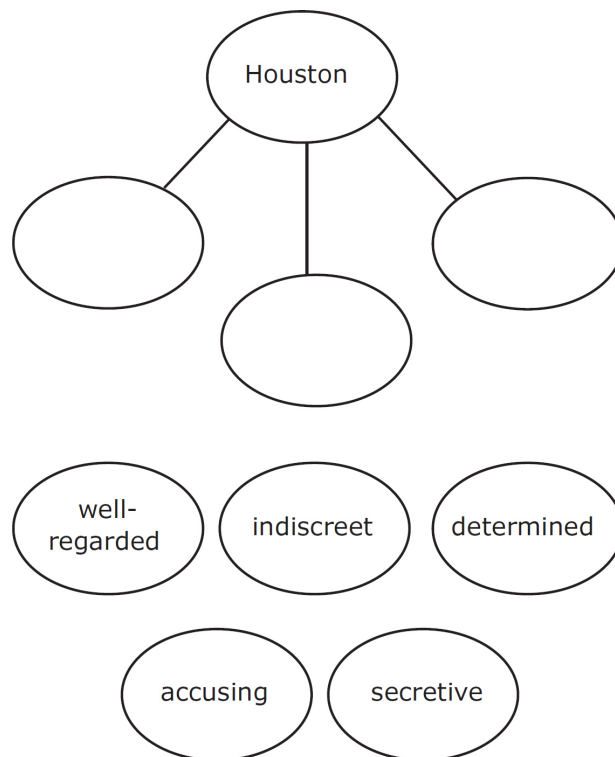 Houston
well-
regarded
indiscreet
determined
accusing
secretive